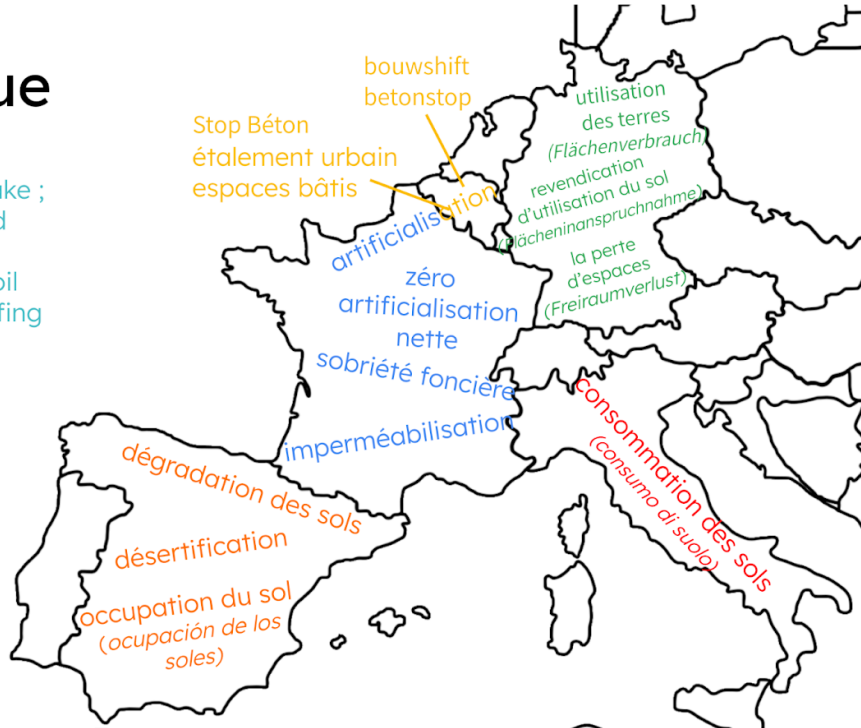 ue
ke ;
d
oil
fing
bouwshift
betonstop
Stop Béton
étalement urbain
espaces bâtis
utilisation
des terres
(Flächenverbrauch)
revendication
d'utilisation du sol
(Flächeninanspruchnahme)
la perte
d'espaces
(Freiraumverlust)
artificialisation
zéro
artificialisation
nette
sobriété foncière
imperméabilisation
consommation des sols
(consumo di suolo)
dégradation des sols
désertification
occupation du sol
(ocupación de los
soles)